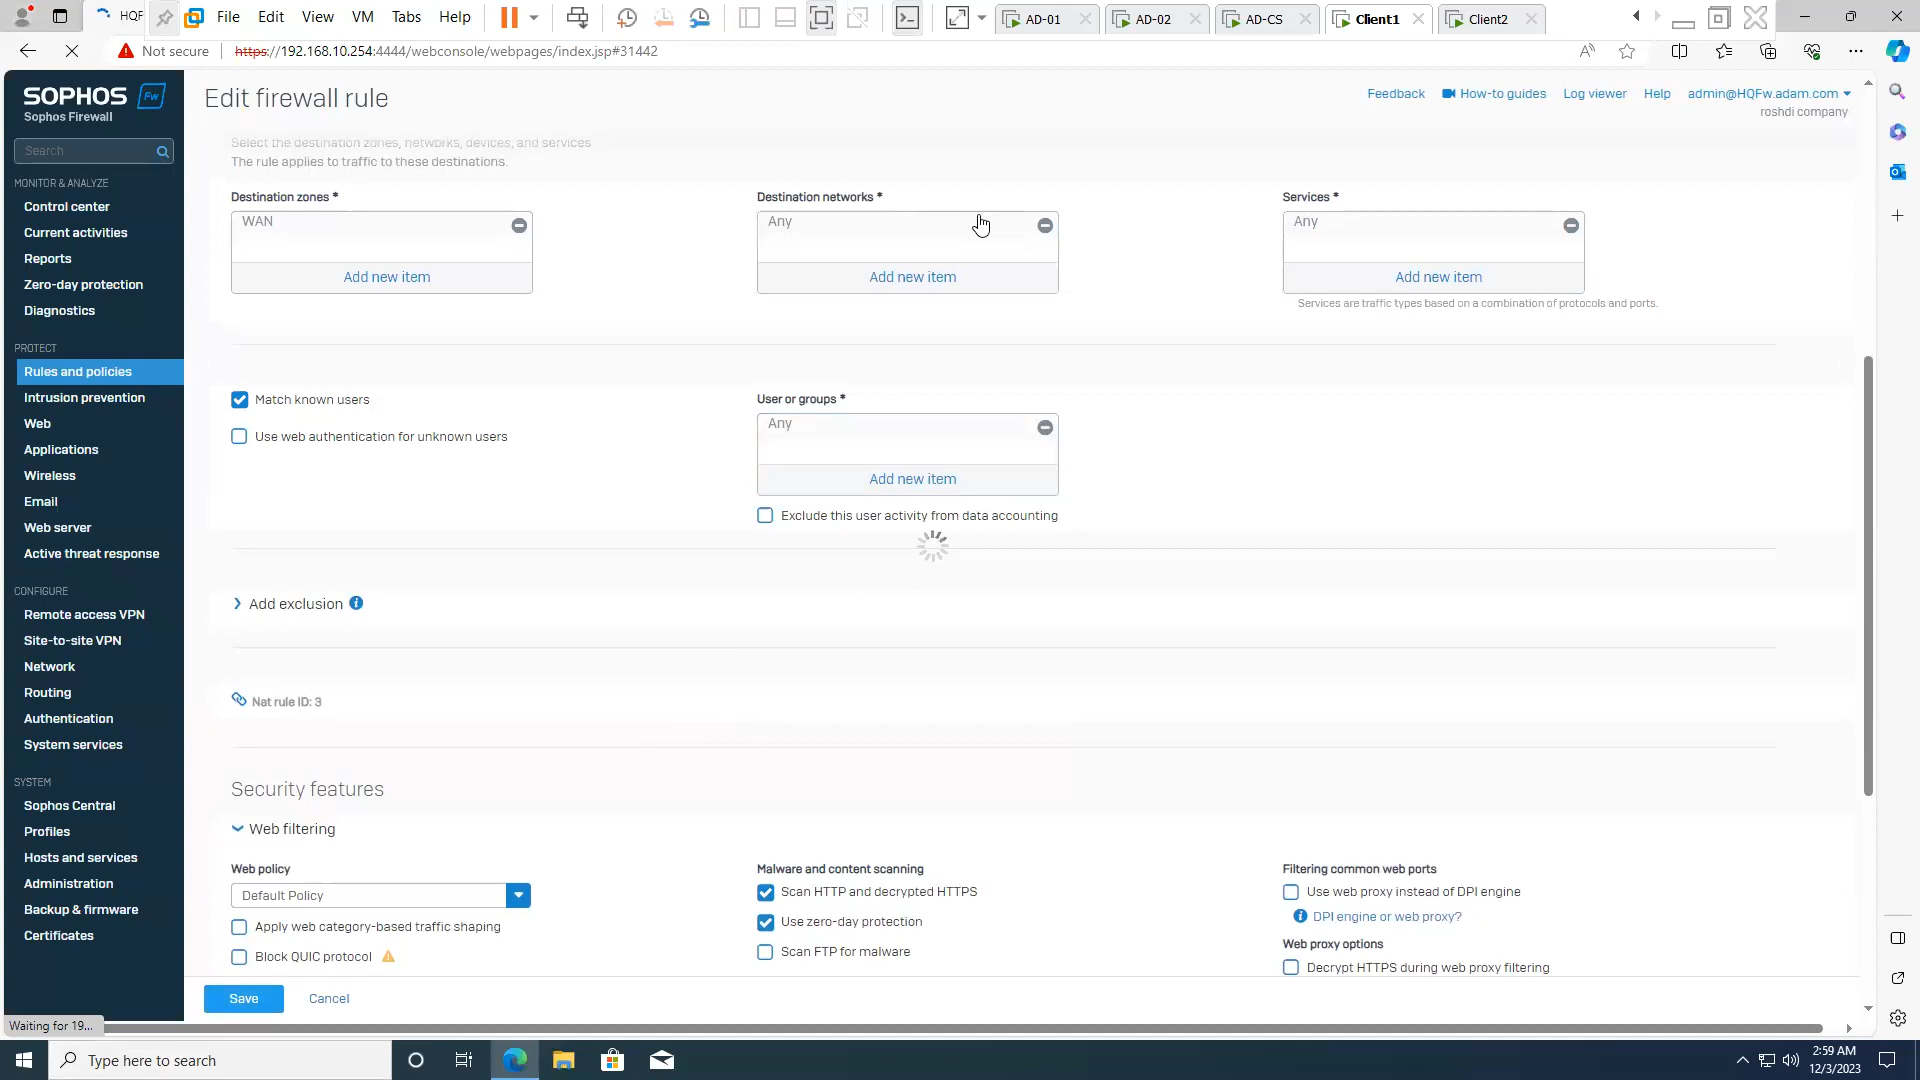 HQF
File
Edit
View
VM
Tabs
Help
AD-01
AD-02
AD-CS
Client1
Client2
Not secure
https://192.168.10.254:4444/webconsole/webpages/index.jsp#31442
SOPHOS
Fw
Sophos Firewall
Search
MONITOR & ANALYZE
Control center
Current activities
Reports
Zero-day protection
Diagnostics
PROTECT
Rules and policies
Intrusion prevention
Web
Applications
Wireless
Email
Web server
Active threat response
CONFIGURE
Remote access VPN
Site-to-site VPN
Network
Routing
Authentication
System services
SYSTEM
Sophos Central
Profiles
Hosts and services
Administration
Backup & firmware
Certificates
Edit firewall rule
Feedback
How-to guides
Log viewer
Help
admin@HQFw.adam.com
roshdi company
Select the destination zones, networks, devices, and services
The rule applies to traffic to these destinations.
Destination zones *
WAN
Add new item
Destination networks *
Any
Add new item
Services *
Any
Add new item
Services are traffic types based on a combination of protocols and ports.
Match known users
Use web authentication for unknown users
User or groups *
Any
Add new item
Exclude this user activity from data accounting
Add exclusion
Nat rule ID: 3
Security features
Web filtering
Web policy
Default Policy
Apply web category-based traffic shaping
Block QUIC protocol
Malware and content scanning
Scan HTTP and decrypted HTTPS
Use zero-day protection
Scan FTP for malware
Filtering common web ports
Use web proxy instead of DPI engine
DPI engine or web proxy?
Web proxy options
Decrypt HTTPS during web proxy filtering
Save
Cancel
Waiting for 19...
Type here to search
2:59 AM
12/3/2023